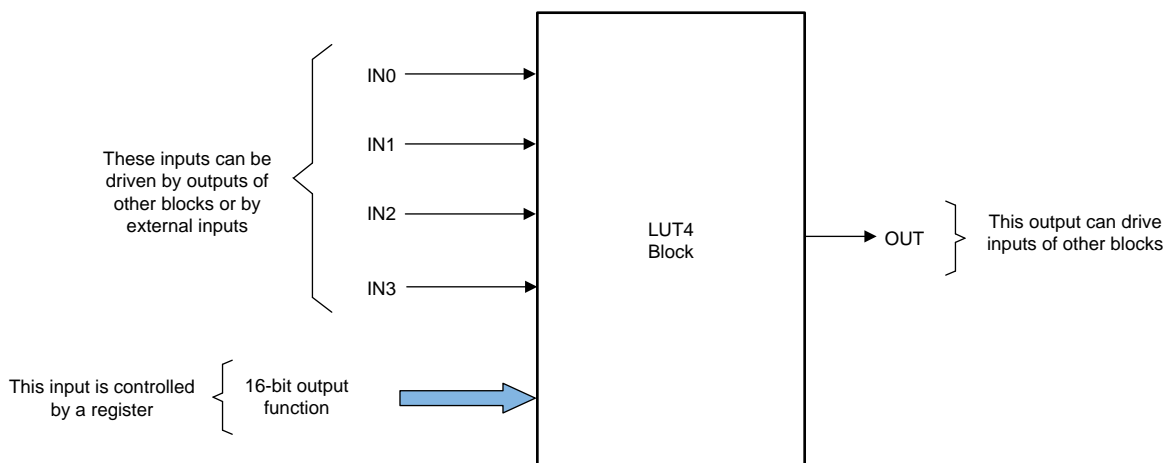 IN0
IN1
IN2
IN3
These inputs can be
driven by outputs of
other blocks or by
external inputs
LUT4
Block
OUT
This output can drive
inputs of other blocks
This input is controlled
by a register
16-bit output
function